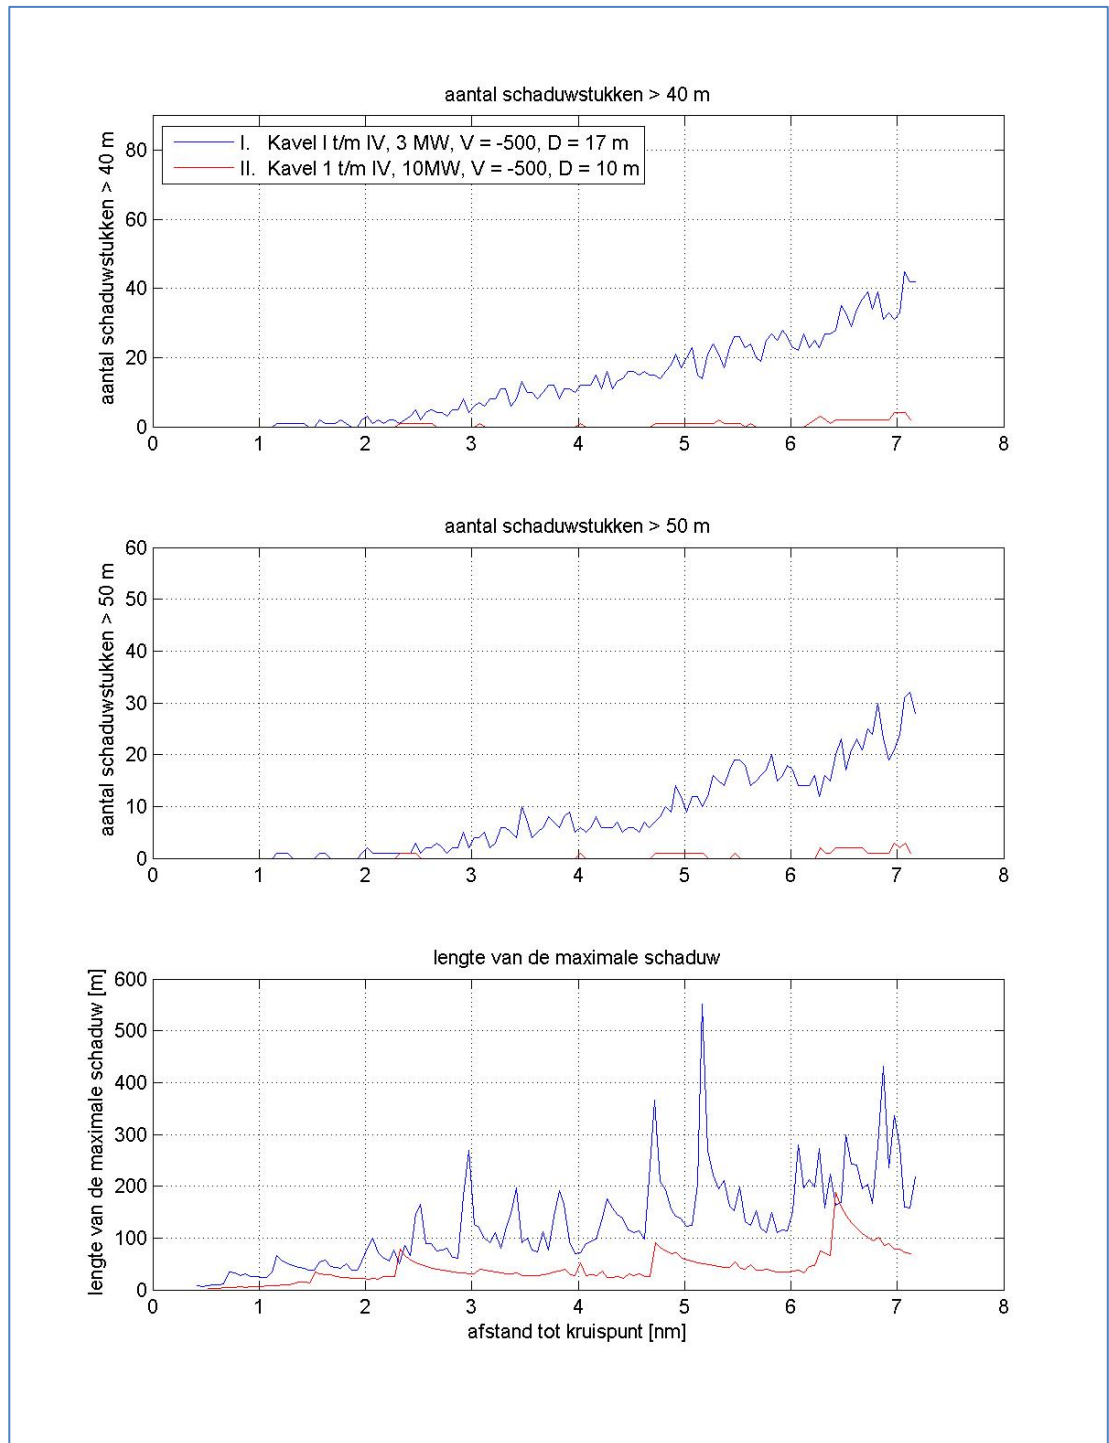 aantal schaduwstukken > 40 m
aantal schaduwstukken > 40 m
80
60
40
20
0
I. Kavel I t/m IV, 3 MW, V = -500, D = 17 m
II. Kavel 1 t/m IV, 10MW, V = -500, D = 10 m
0 1 2 3 4 5 6 7 8
aantal schaduwstukken > 50 m
aantal schaduwstukken > 50 m
60
50
40
30
20
10
0
0 1 2 3 4 5 6 7 8
lengte van de maximale schaduw
lengte van de maximale schaduw [m]
600
500
400
300
200
100
0
0 1 2 3 4 5 6 7 8
afstand tot kruispunt [nm]